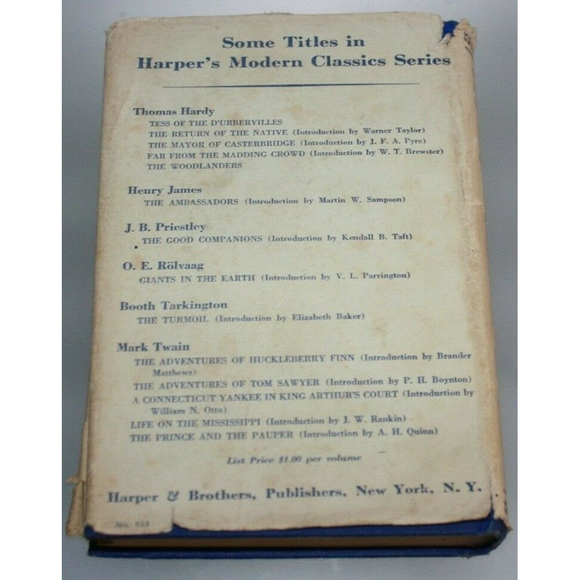 Some Titles in
Harper's Modern Classics Series
Thomas Hardy
TESS OF THE D'URBERVILLES
THE RETURN OF THE NATIVE (Introduction by Warner Taylor)
THE MAYOR OF CASTERBRIDGE (Introduction by J. F. A. Pyre)
FAR FROM THE MADDING CROWD (Introduction by W. T. Brewster)
THE WOODLANDERS
Henry James
THE AMBASSADORS (Introduction by Martin W. Sampson)
J. B. Priestley
THE GOOD COMPANIONS (Introduction by Kendall B. Taft)
O. E. Rölvaag
GIANTS IN THE EARTH (Introduction by V. L. Parrington)
Booth Tarkington
THE TURMOIL (Introduction by Elizabeth Baker)
Mark Twain
THE ADVENTURES OF HUCKLEBERRY FINN (Introduction by Brander
Matthews)
THE ADVENTURES OF TOM SAWYER (Introduction by P. H. Boynton)
A CONNECTICUT YANKEE IN KING ARTHUR'S COURT (Introduction by
William N. Otto)
LIFE ON THE MISSISSIPPI (Introduction by J. W. Rankin)
THE PRINCE AND THE PAUPER (Introduction by A. H. Quinn)
List Price $1.00 per volume
Harper & Brothers, Publishers, New York, N. Y.
No.